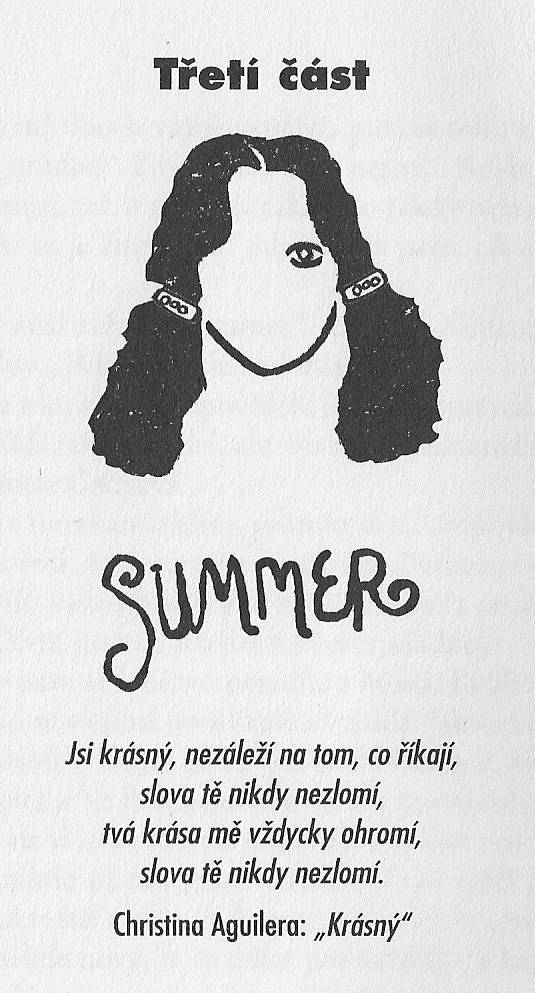 Třetí část
SUMMER
Jsi krásný, nezáleží na tom, co říkají,
slova tě nikdy nezlomí,
tvá krása mě vždycky ohromí,
slova tě nikdy nezlomí.
Christina Aguilera: „Krásný“